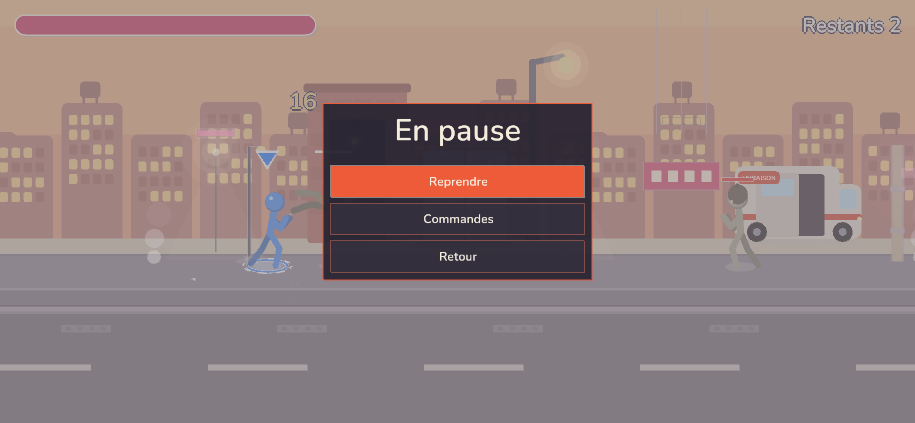 Restants 2
16
En pause
Reprendre
Commandes
Retour